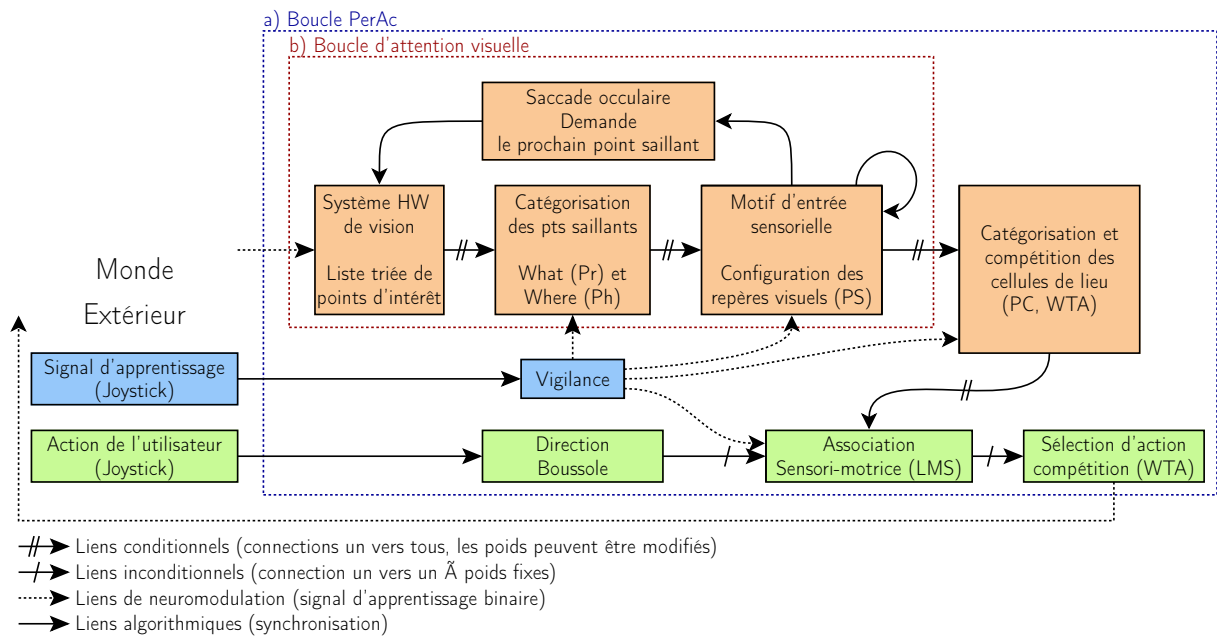 a) Boucle PerAc
b) Boucle d'attention visuelle
Saccade occulaire
Demande
le prochain point saillant
Système HW
de vision
Liste triée de
points d'intérêt
Catégorisation
des pts saillants
What (Pr) et
Where (Ph)
Motif d'entrée
sensorielle
Configuration des
repères visuels (PS)
Catégorisation et
compétition des
cellules de lieu
(PC, WTA)
Monde
Extérieur
Signal d'apprentissage
(Joystick)
Vigilance
Action de l'utilisateur
(Joystick)
Direction
Boussole
Association
Sensori-motrice (LMS)
Sélection d'action
compétition (WTA)
Liens conditionnels (connections un vers tous, les poids peuvent être modifiés)
Liens inconditionnels (connection un vers un Ã poids fixes)
Liens de neuromodulation (signal d'apprentissage binaire)
Liens algorithmiques (synchronisation)